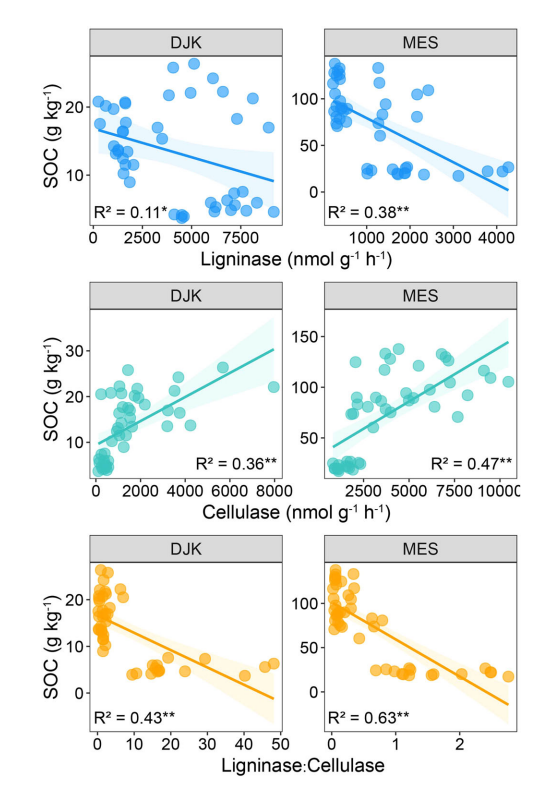 DJK MES
SOC (g kg⁻¹)
20
10
R² = 0.11*
0 2500 5000 7500
100
50
0
R² = 0.38**
1000 2000 3000 4000
Ligninase (nmol g⁻¹ h⁻¹)
DJK MES
SOC (g kg⁻¹)
30
20
10
R² = 0.36**
0 2000 4000 6000 8000
150
100
50
R² = 0.47**
2500 5000 7500 10000
Cellulase (nmol g⁻¹ h⁻¹)
DJK MES
SOC (g kg⁻¹)
20
10
0
R² = 0.43**
0 10 20 30 40 50
100
50
0
R² = 0.63**
0 1 2
Ligninase:Cellulase